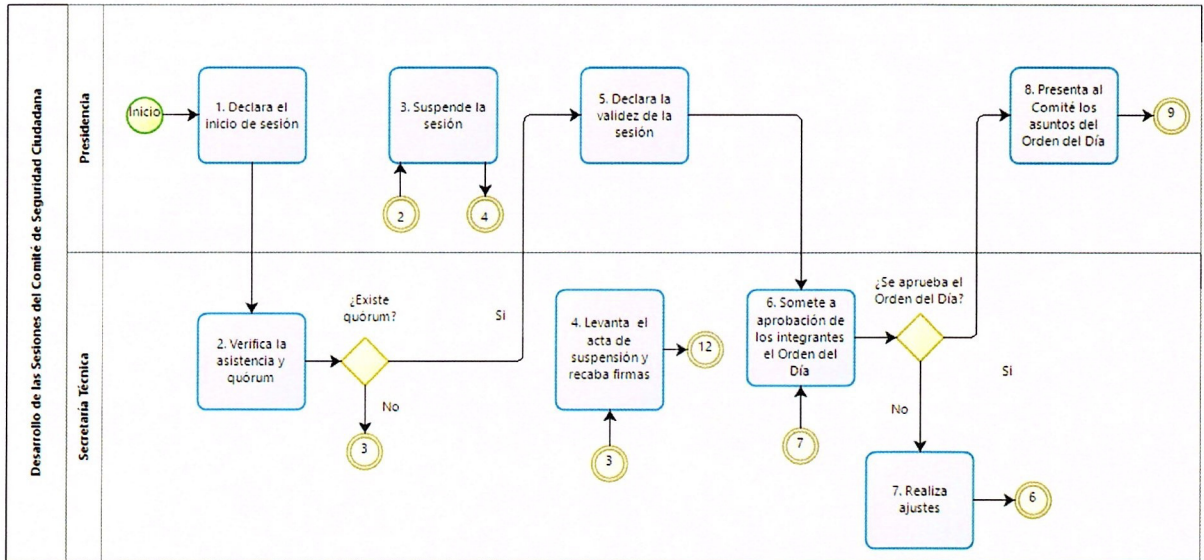 Desarrollo de las Sesiones del Comité de Seguridad Ciudadana
Presidencia
Inicio
1. Declara el
inicio de sesión
3. Suspende la
sesión
2
4
5. Declara la
validez de la
sesión
8. Presenta al
Comité los
asuntos del
Orden del Día
9
Secretaría Técnica
2. Verifica la
asistencia y
quórum
¿Existe
quórum?
Si
No
3
4. Levanta el
acta de
suspensión y
recaba firmas
12
3
6. Somete a
aprobación de
los integrantes
el Orden del
Día
7
¿Se aprueba el
Orden del Día?
Si
No
7. Realiza
ajustes
6